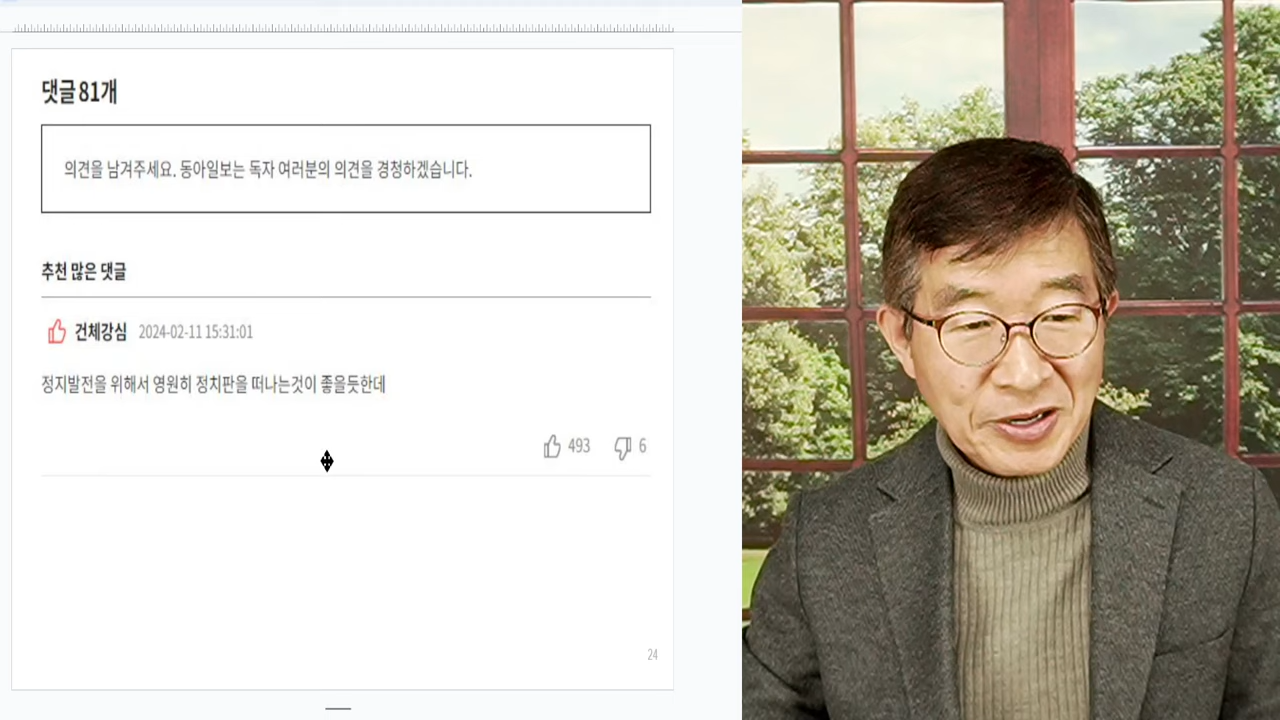 댓글 81개
의견을 남겨주세요. 동아일보는 독자 여러분의 의견을 경청하겠습니다.
추천 많은 댓글
건체강심 2024-02-11 15:31:01
정지발전을 위해서 영원히 정치판을 떠나는것이 좋을듯한데
493 6
24